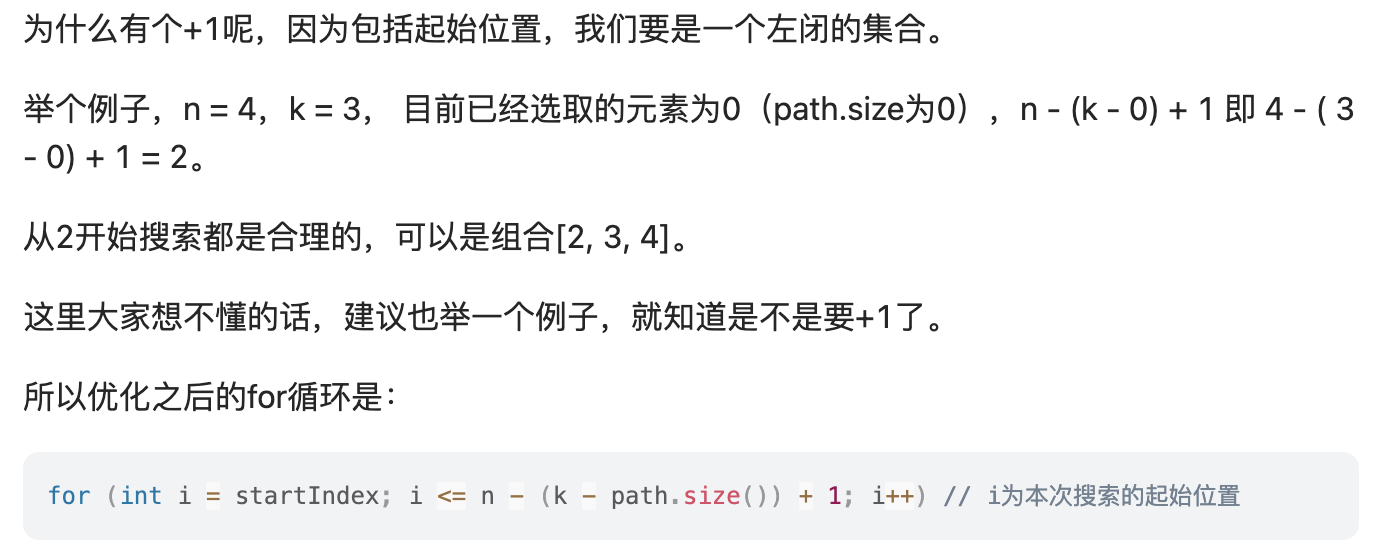 为什么有个+1呢，因为包括起始位置，我们要是一个左闭的集合。
举个例子，n = 4，k = 3， 目前已经选取的元素为0（path.size为0），n - (k - 0) + 1 即 4 - ( 3
- 0) + 1 = 2。
从2开始搜索都是合理的，可以是组合[2, 3, 4]。
这里大家想不懂的话，建议也举一个例子，就知道是不是要+1了。
所以优化之后的for循环是：
for (int i = startIndex; i <= n - (k - path.size()) + 1; i++) // i为本次搜索的起始位置